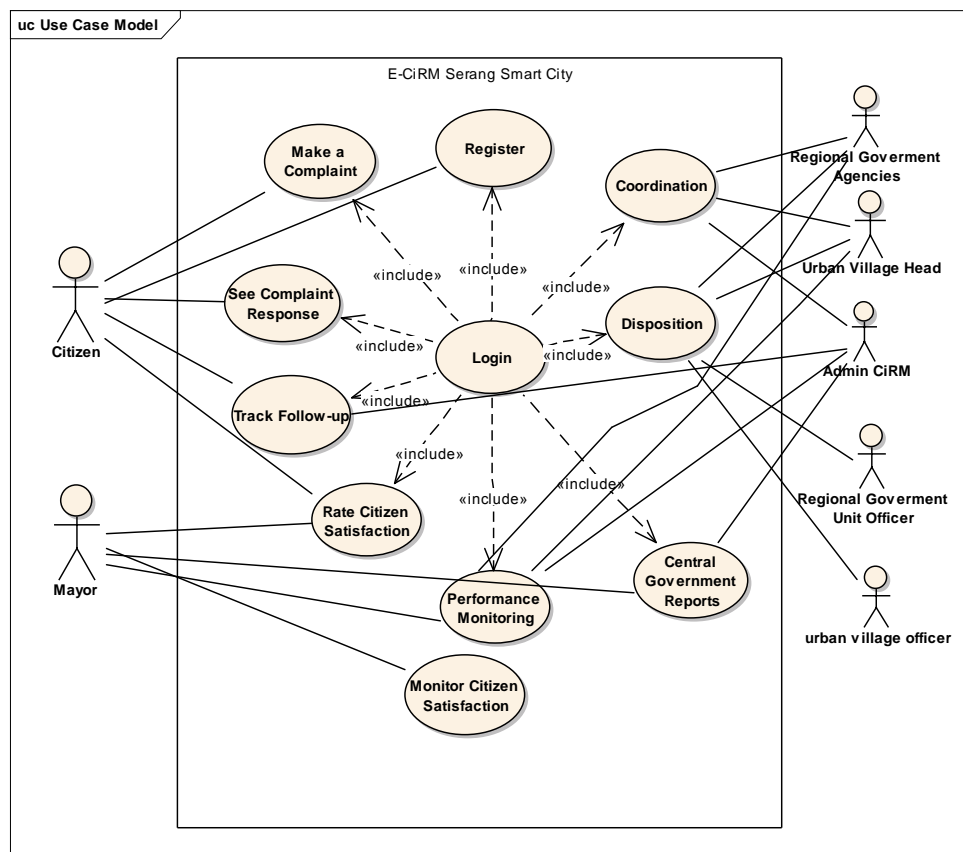 uc Use Case Model
E-CiRM Serang Smart City
Make a
Complaint
Register
Coordination
Regional Goverment
Agencies
«include»
«include»
«include»
Urban Village Head
Citizen
See Complaint
Response
«include»
Login
«include»
Disposition
Admin CiRM
Track Follow-up
«include»
«include»
«include»
«include»
Regional Goverment
Unit Officer
Mayor
Rate Citizen
Satisfaction
Performance
Monitoring
Central
Government
Reports
urban village officer
Monitor Citizen
Satisfaction